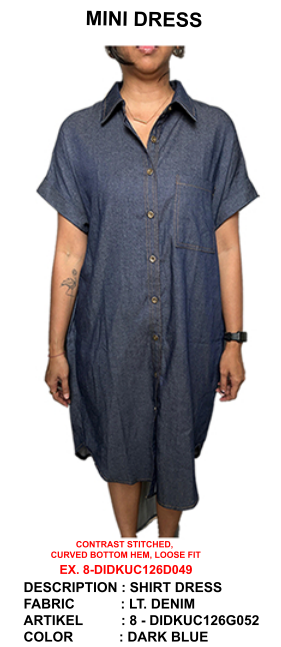 MINI DRESS
CONTRAST STITCHED,
CURVED BOTTOM HEM, LOOSE FIT
EX. 8-DIDKUC126D049
DESCRIPTION : SHIRT DRESS
FABRIC : LT. DENIM
ARTIKEL : 8 - DIDKUC126G052
COLOR : DARK BLUE